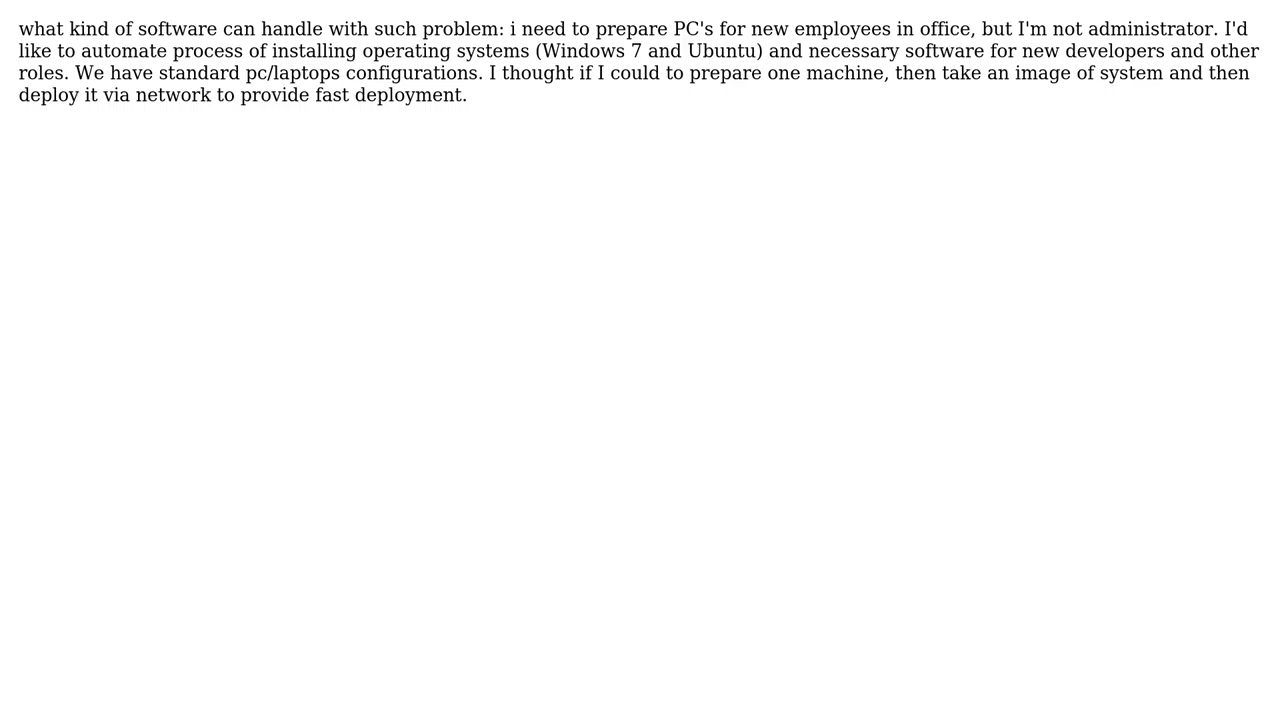 what kind of software can handle with such problem: i need to prepare PC's for new employees in office, but I'm not administrator. I'd
like to automate process of installing operating systems (Windows 7 and Ubuntu) and necessary software for new developers and other
roles. We have standard pc/laptops configurations. I thought if I could to prepare one machine, then take an image of system and then
deploy it via network to provide fast deployment.